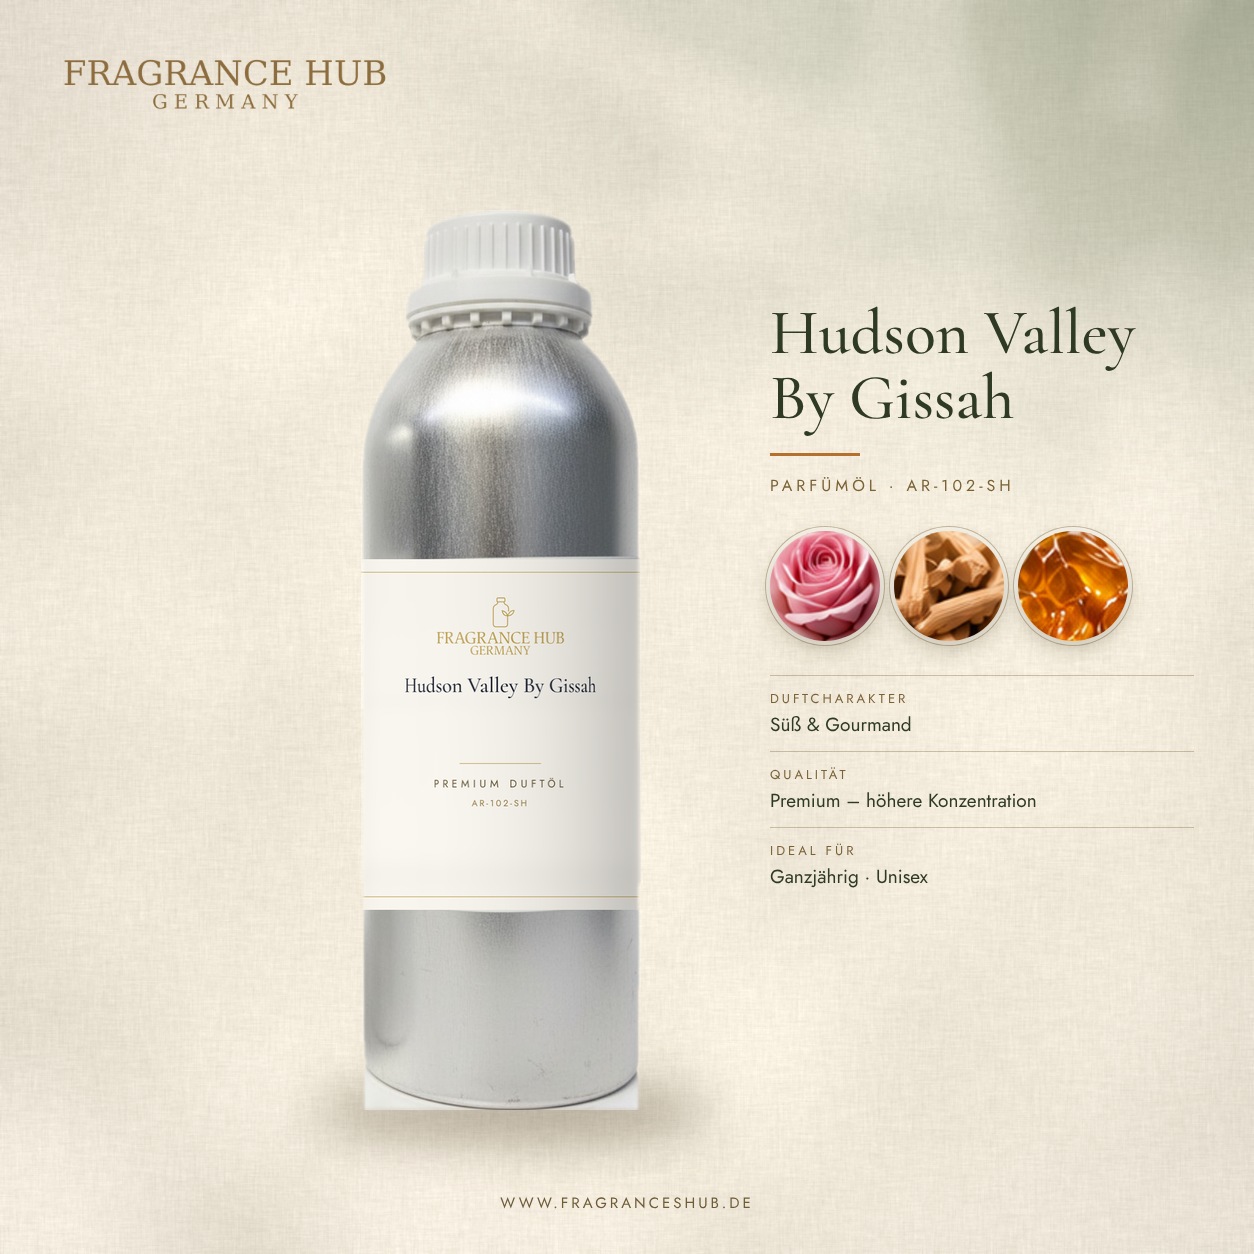 FRAGRANCE HUB
GERMANY
Hudson Valley
By Gissah
PARFÜMÖL · AR-102-SH
DUFTCHARAKTER
Süß & Gourmand
QUALITÄT
Premium – höhere Konzentration
IDEAL FÜR
Ganzjährig · Unisex
FRAGRANCE HUB
GERMANY
Hudson Valley By Gissah
PREMIUM DUFTÖL
AR-102-SH
WWW.FRAGRANCESHUB.DE